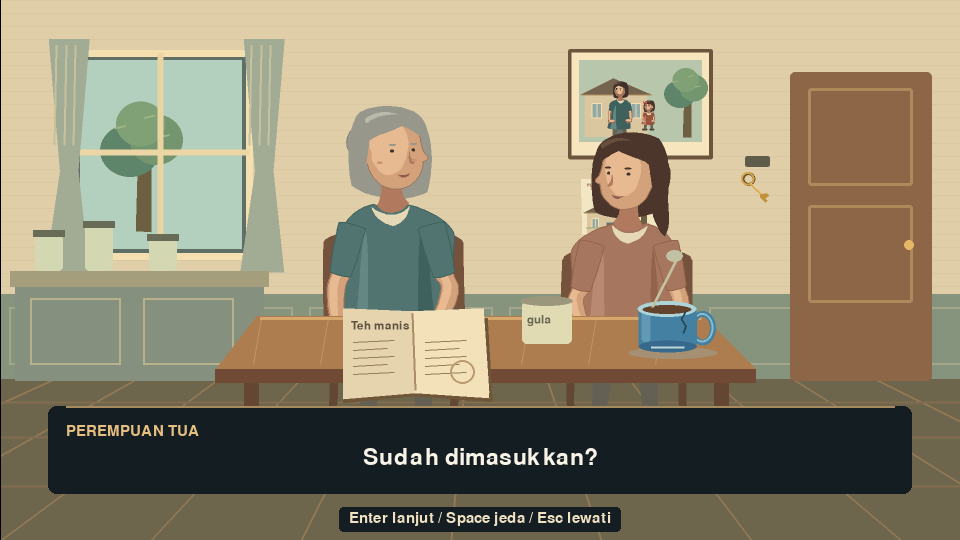 Teh manis
gula
PEREMPUAN TUA
Sudah dimasukkan?
Enter lanjut / Space jeda / Esc lewati